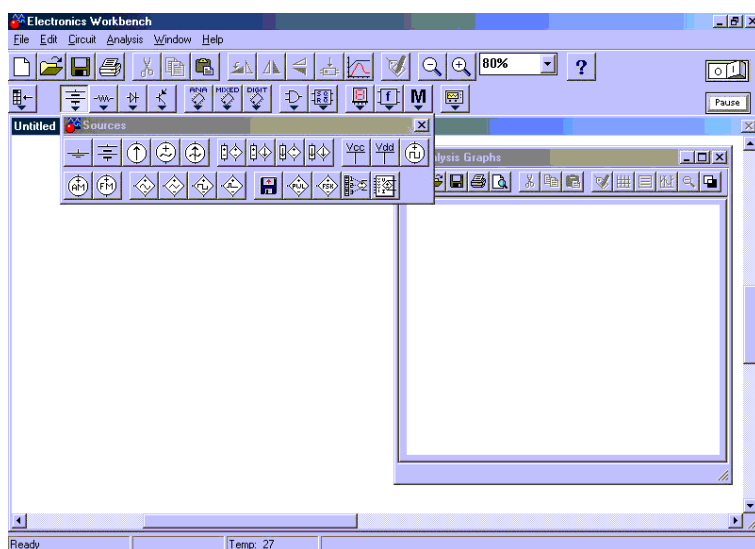 Electronics Workbench
File Edit Circuit Analysis Window Help
80%
?
O I
ANA MIXED DIGIT
f M
Pause
Untitled
Sources
Vcc Vdd
AM FM
PUL FSK
lysis Graphs
Ready
Temp: 27